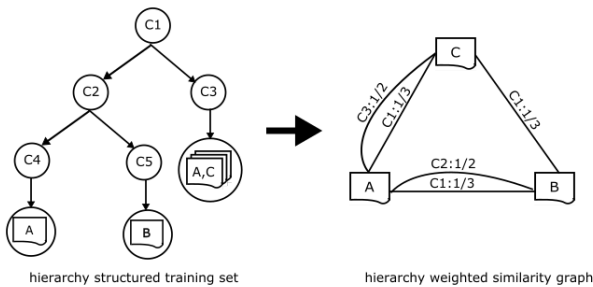 C1
C2
C3
C4
C5
A,C
A
B
hierarchy structured training set
C
C3:1/2
C1:1/3
C1:1/3
C2:1/2
A
C1:1/3
B
hierarchy weighted similarity graph